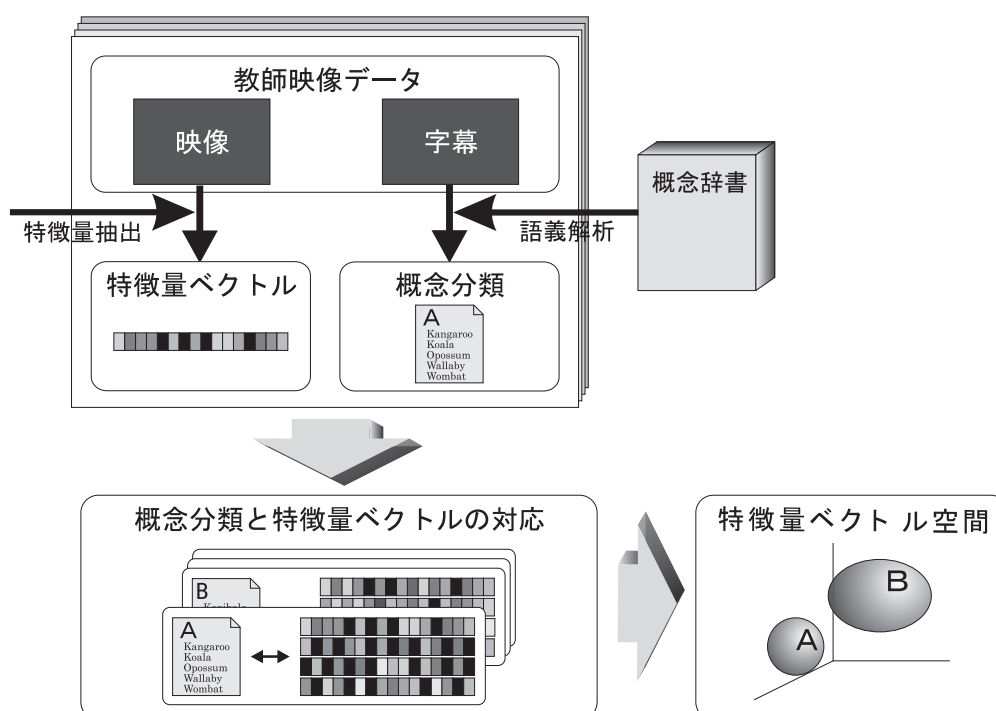 教師映像データ
映像
字幕
概念辞書
特徴量抽出
語義解析
特徴量ベクトル
概念分類
A
Kangaroo
Koala
Opossum
Wallaby
Wombat
概念分類と特徴量ベクトルの対応
B
A
Kangaroo
Koala
Opossum
Wallaby
Wombat
特徴量ベクトル空間
B
A